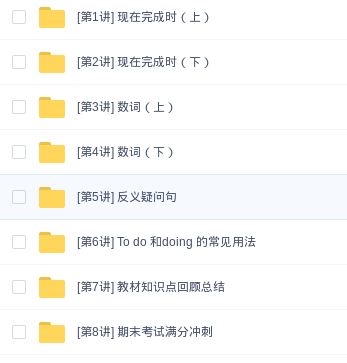 [第1讲] 现在完成时（上）
[第2讲] 现在完成时（下）
[第3讲] 数词（上）
[第4讲] 数词（下）
[第5讲] 反义疑问句
[第6讲] To do 和doing 的常见用法
[第7讲] 教材知识点回顾总结
[第8讲] 期末考试满分冲刺